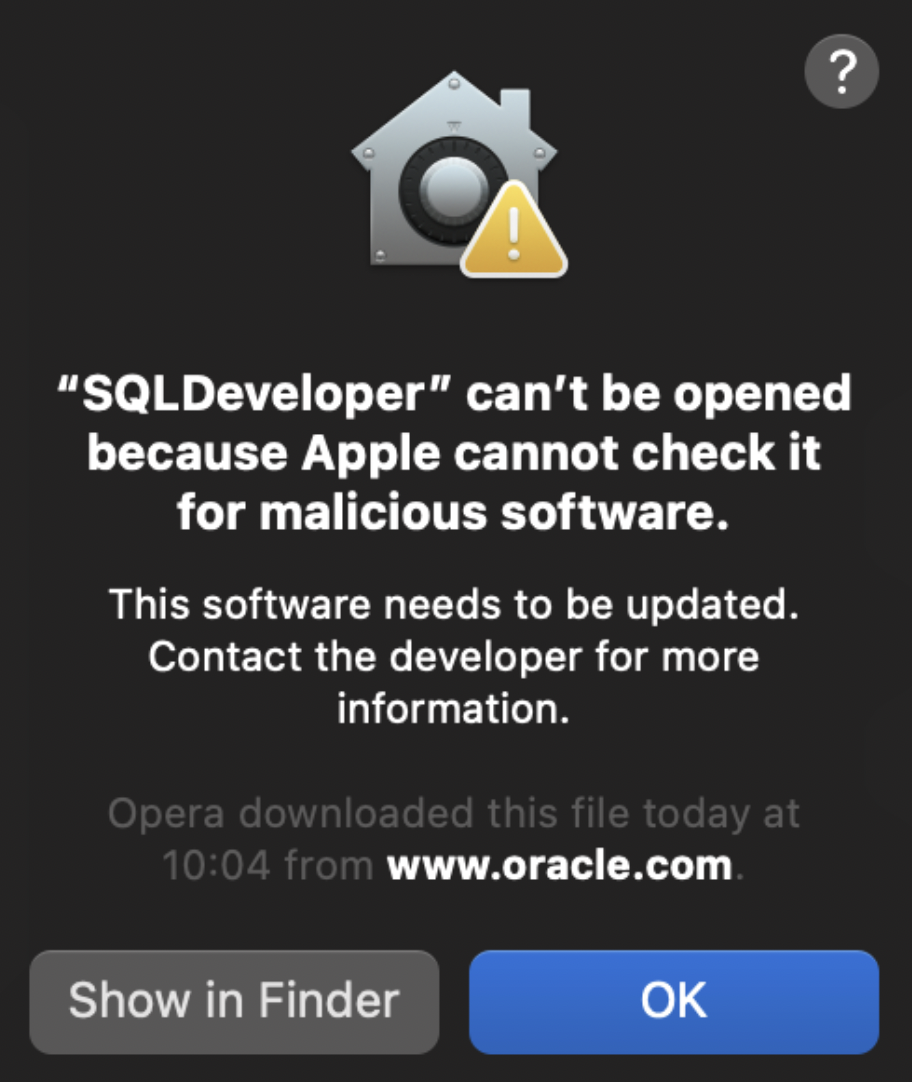 ?
“SQLDeveloper” can’t be opened
because Apple cannot check it
for malicious software.
This software needs to be updated.
Contact the developer for more
information.
Opera downloaded this file today at
10:04 from www.oracle.com.
Show in Finder
OK